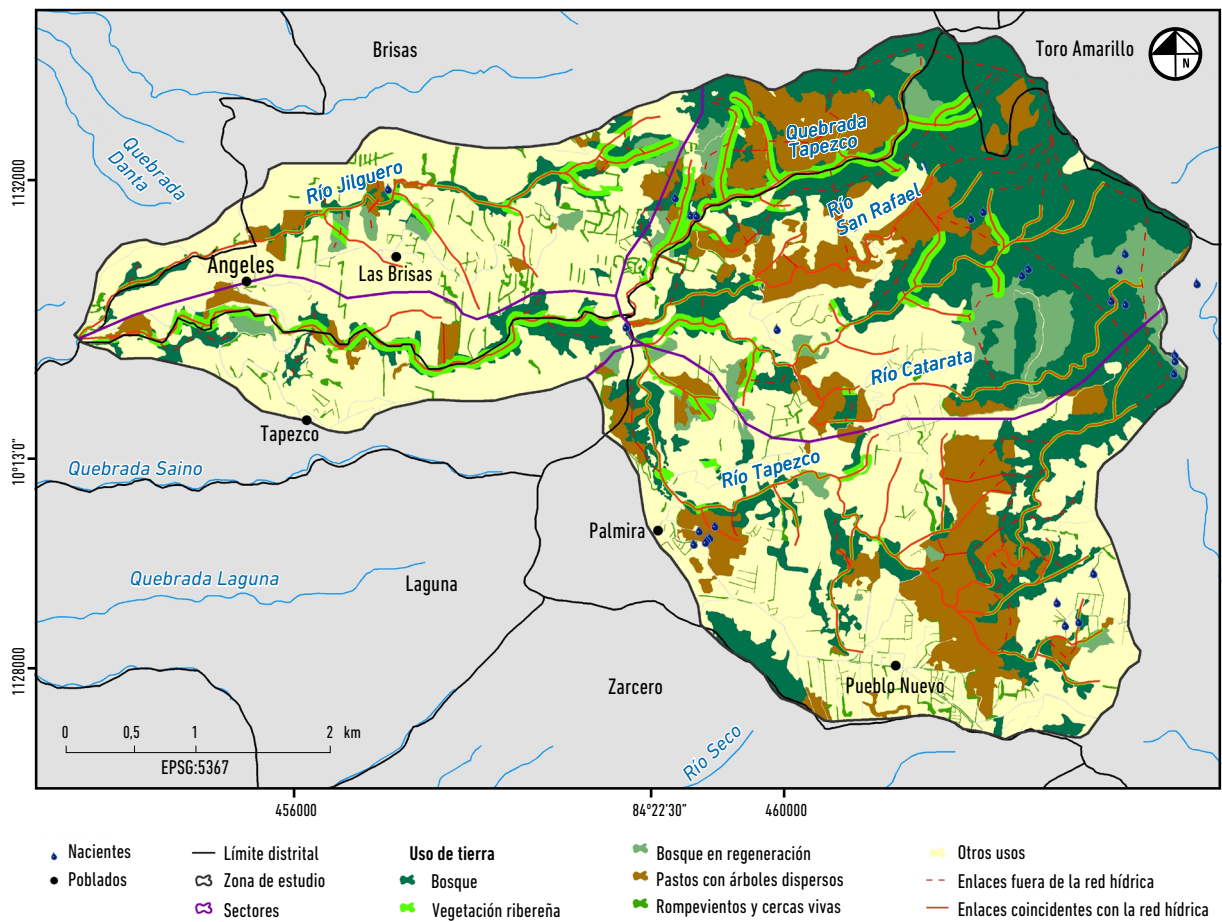 Brisas
Toro Amarillo
N
Quebrada
Danta
Quebrada
Tapezco
Río Jilguero
Río
San Rafael
Angeles
Las Brisas
Río Catarata
Tapezco
Quebrada Saino
Río Tapezco
Palmira
Quebrada Laguna
Laguna
Zarcero
Pueblo Nuevo
Río Seco
1132000
10°13'0"
1128000
0 0,5 1 2 km
EPSG:5367
456000
84°22'30"
460000
Nacientes
Poblados
Límite distrital
Zona de estudio
Sectores
Uso de tierra
Bosque
Vegetación ribereña
Bosque en regeneración
Pastos con árboles dispersos
Rompevientos y cercas vivas
Otros usos
Enlaces fuera de la red hídrica
Enlaces coincidentes con la red hídrica